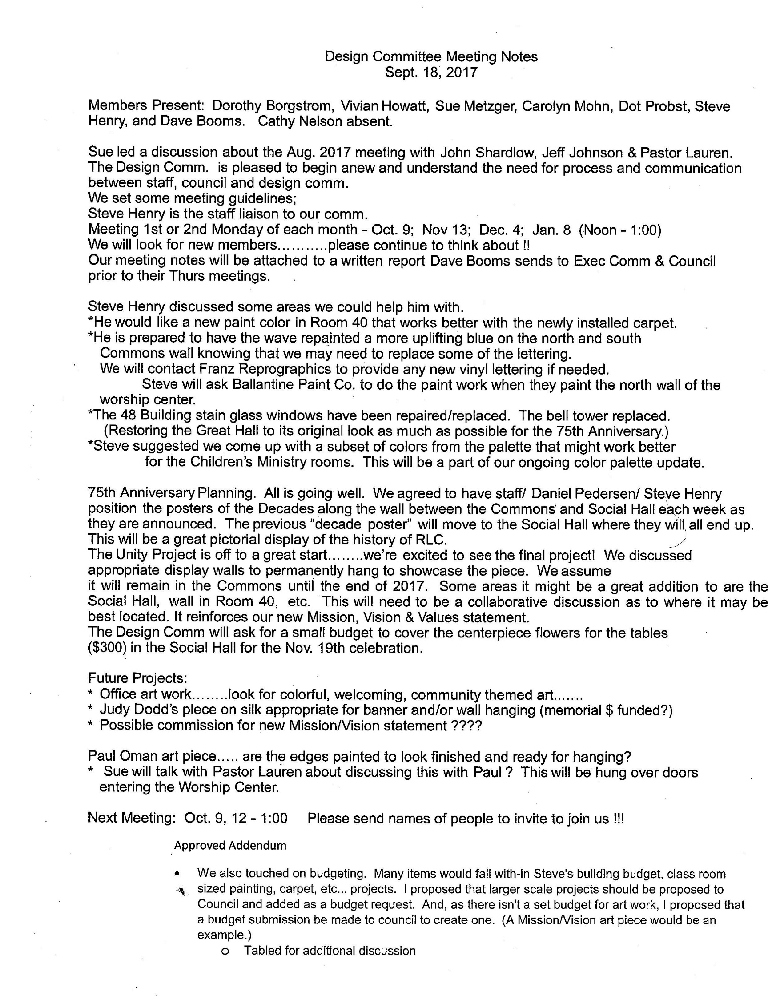 Design Committee Meeting Notes
Sept. 18, 2017
Members Present: Dorothy Borgstrom, Vivian Howatt, Sue Metzger, Carolyn Mohn, Dot Probst, Steve
Henry, and Dave Booms. Cathy Nelson absent.
Sue led a discussion about the Aug. 2017 meeting with John Shardlow, Jeff Johnson & Pastor Lauren.
The Design Comm. is pleased to begin anew and understand the need for process and communication
between staff, council and design comm.
We set some meeting guidelines;
Steve Henry is the staff liaison to our comm.
Meeting 1st or 2nd Monday of each month - Oct. 9; Nov 13; Dec. 4; Jan. 8 (Noon - 1:00)
We will look for new members...........please continue to think about !!
Our meeting notes will be attached to a written report Dave Booms sends to Exec Comm & Council
prior to their Thurs meetings.
Steve Henry discussed some areas we could help him with.
*He would like a new paint color in Room 40 that works better with the newly installed carpet.
*He is prepared to have the wave repainted a more uplifting blue on the north and south
Commons wall knowing that we may need to replace some of the lettering.
We will contact Franz Reprographics to provide any new vinyl lettering if needed.
Steve will ask Ballantine Paint Co. to do the paint work when they paint the north wall of the
worship center.
*The 48 Building stain glass windows have been repaired/replaced. The bell tower replaced.
(Restoring the Great Hall to its original look as much as possible for the 75th Anniversary.)
*Steve suggested we come up with a subset of colors from the palette that might work better
for the Children's Ministry rooms. This will be a part of our ongoing color palette update.
75th Anniversary Planning. All is going well. We agreed to have staff/ Daniel Pedersen/ Steve Henry
position the posters of the Decades along the wall between the Commons and Social Hall each week as
they are announced. The previous “decade poster” will move to the Social Hall where they will all end up.
This will be a great pictorial display of the history of RLC.
The Unity Project is off to a great start........we're excited to see the final project! We discussed
appropriate display walls to permanently hang to showcase the piece. We assume
it will remain in the Commons until the end of 2017. Some areas it might be a great addition to are the
Social Hall, wall in Room 40, etc. This will need to be a collaborative discussion as to where it may be
best located. It reinforces our new Mission, Vision & Values statement.
The Design Comm will ask for a small budget to cover the centerpiece flowers for the tables
($300) in the Social Hall for the Nov. 19th celebration.
Future Projects:
* Office art work........look for colorful, welcoming, community themed art.......
* Judy Dodd's piece on silk appropriate for banner and/or wall hanging (memorial $ funded?)
* Possible commission for new Mission/Vision statement ????
Paul Oman art piece..... are the edges painted to look finished and ready for hanging?
* Sue will talk with Pastor Lauren about discussing this with Paul ? This will be hung over doors
entering the Worship Center.
Next Meeting: Oct. 9, 12 - 1:00 Please send names of people to invite to join us !!!
Approved Addendum
• We also touched on budgeting. Many items would fall with-in Steve's building budget, class room
sized painting, carpet, etc... projects. I proposed that larger scale projects should be proposed to
Council and added as a budget request. And, as there isn't a set budget for art work, I proposed that
a budget submission be made to council to create one. (A Mission/Vision art piece would be an
example.)
o Tabled for additional discussion